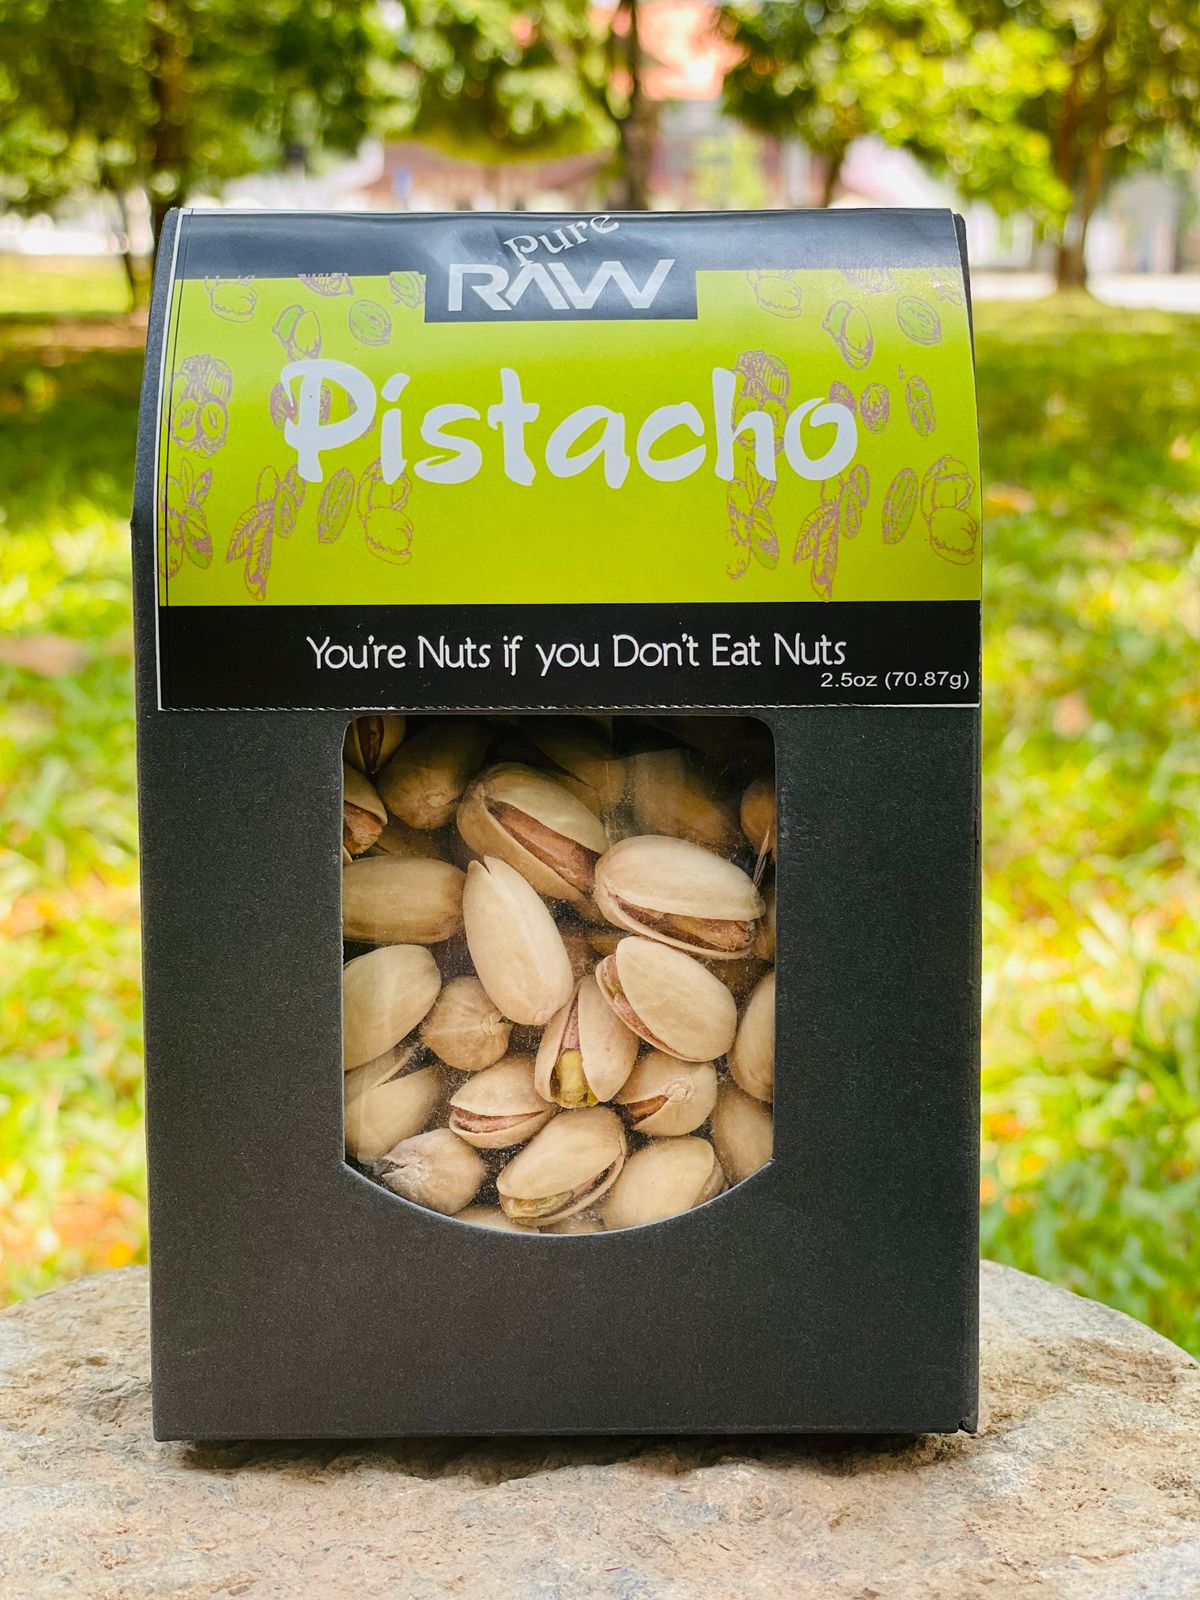 Pure
RAW
Pistacho
You're Nuts if you Don't Eat Nuts
2.5oz (70.87g)